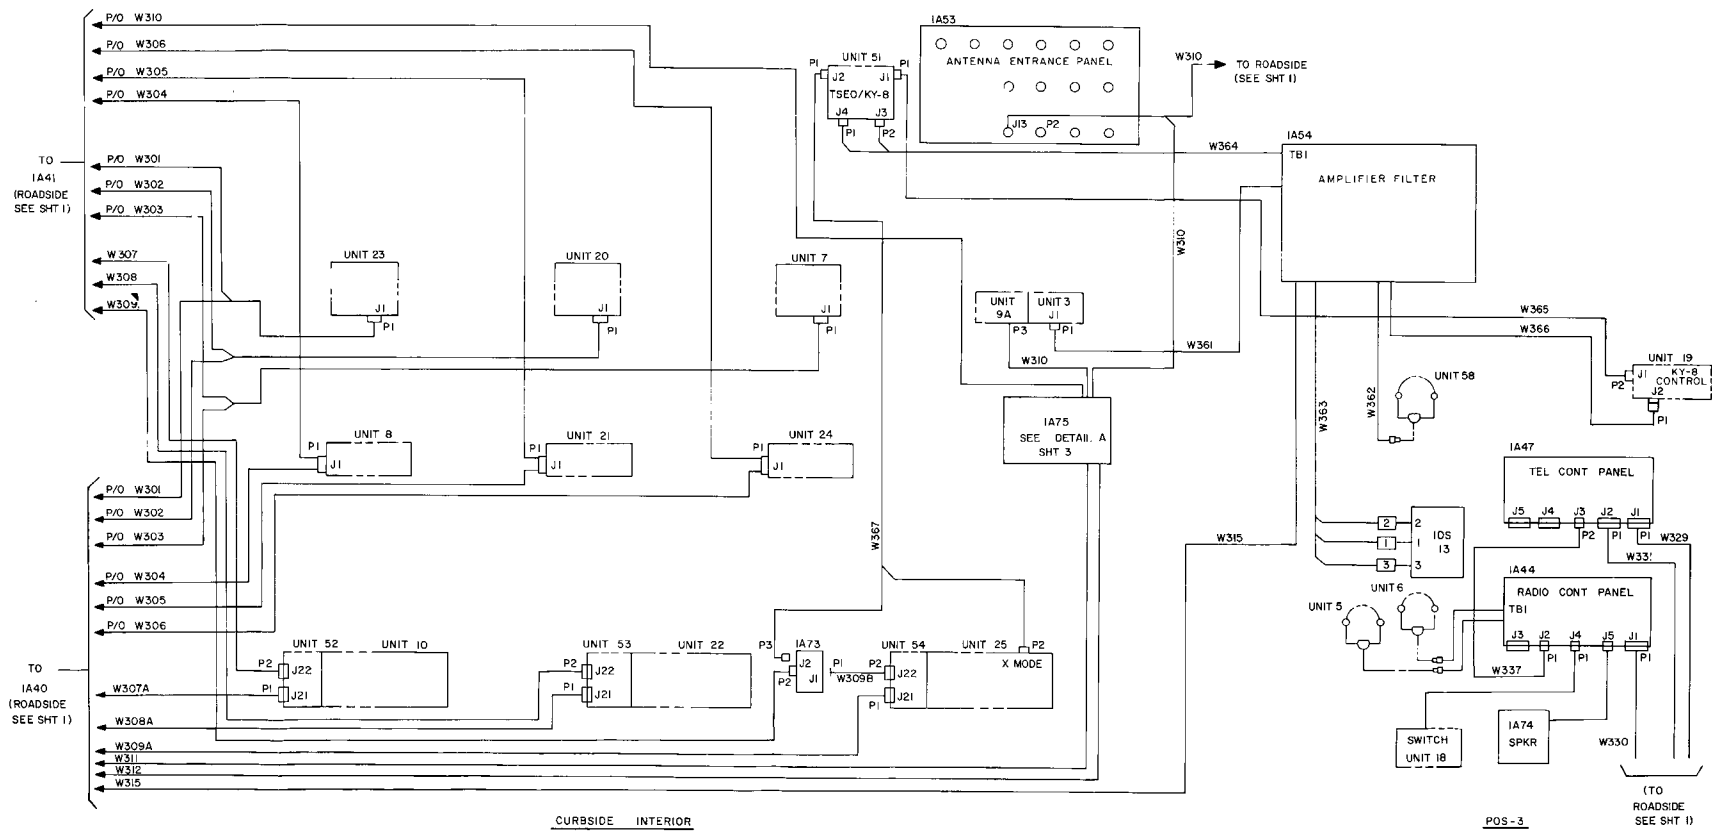 P/O W310
P/O W306
P/O W305
P/O W304
TO
1A41
(ROADSIDE
SEE SHT 1)
P/O W301
P/O W302
P/O W303
W307
W308
W309
UNIT 23
J1
P1
UNIT 20
J1
P1
UNIT 7
J1
P1
UNIT 51
P1
J2
J1
P1
TSEO/KY-8
J4
J3
P1
P2
1A53
ANTENNA ENTRANCE PANEL
J13
P2
W310
TO ROADSIDE
(SEE SHT 1)
W364
1A54
TB1
AMPLIFIER FILTER
W310
UNIT
9A
UNIT 3
J1
P3
P1
W310
W361
W365
W366
UNIT 19
J1
KY-8
CONTROL
P2
J2
P1
UNIT 58
W363
W362
1A75
SEE DETAIL A
SHT 3
P1
UNIT 8
J1
P1
UNIT 21
J1
P1
UNIT 24
J1
1A47
TEL CONT PANEL
J5
J4
J3
J2
J1
P2
P1
P1
W329
W331
P/O W301
P/O W302
P/O W303
P/O W304
P/O W305
P/O W306
TO
1A40
(ROADSIDE
SEE SHT 1)
W307A
W308A
W309A
W311
W312
W315
W367
W315
2
2
1
1
3
3
IDS
13
UNIT 52
UNIT 10
P2
J22
P1
J21
UNIT 53
UNIT 22
P2
J22
P1
J21
P3
1A73
J2
J1
P2
P1
W309B
UNIT 54
UNIT 25
P2
J22
J21
P1
P2
X MODE
UNIT 5
UNIT 6
1A44
RADIO CONT PANEL
TB1
J3
J2
J4
J5
J1
P1
P1
P1
W337
SWITCH
UNIT 18
1A74
SPKR
W330
(TO
ROADSIDE
SEE SHT 1)
CURBSIDE INTERIOR
POS-3